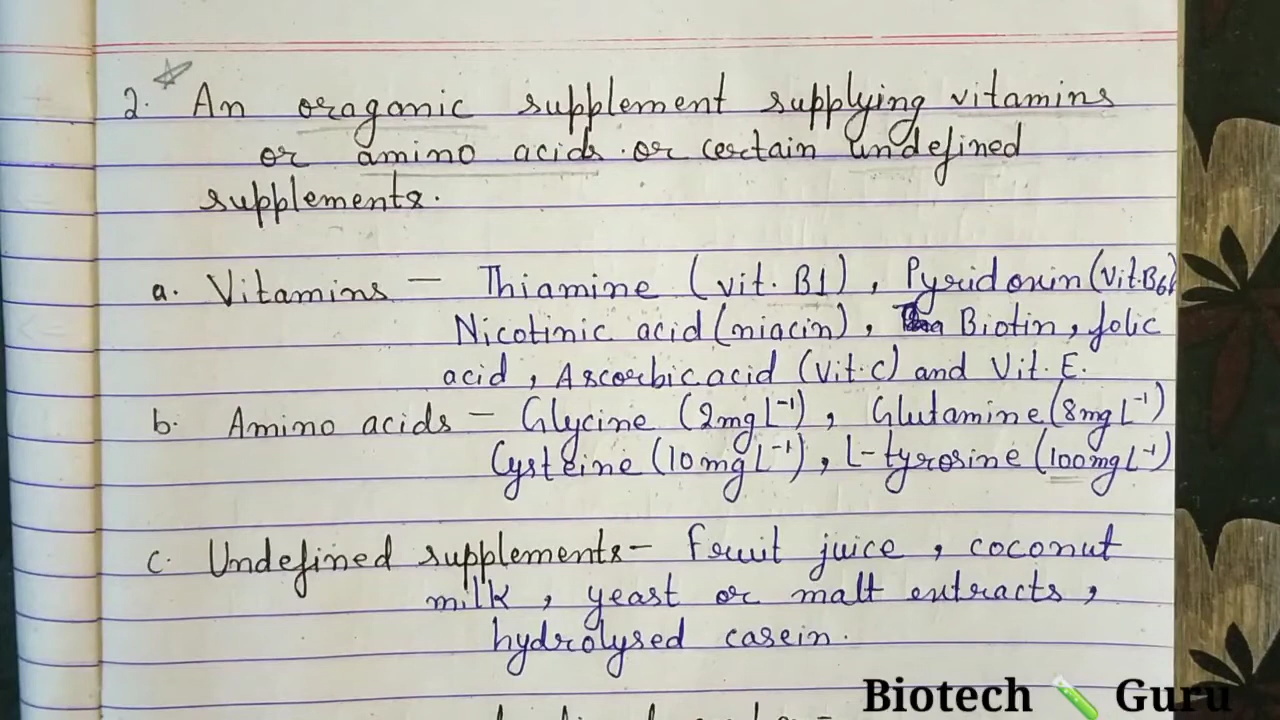 2. An oraganic supplement supplying vitamins
or amino acids or certain undefined
supplements.
a. Vitamins – Thiamine (vit. B1), Pyridoxin (Vit. B6)
Nicotinic acid (niacin), Biotin, folic
acid, Ascorbic acid (vit. c) and Vit. E.
b. Amino acids – Glycine (2mg L⁻¹), Glutamine (8mg L⁻¹)
Cysteine (10 mg L⁻¹), L-tyrosine (100mg L⁻¹)
c. Undefined supplements – Fruit juice, coconut
milk, yeast or malt extracts,
hydrolysed casein.
Biotech Guru